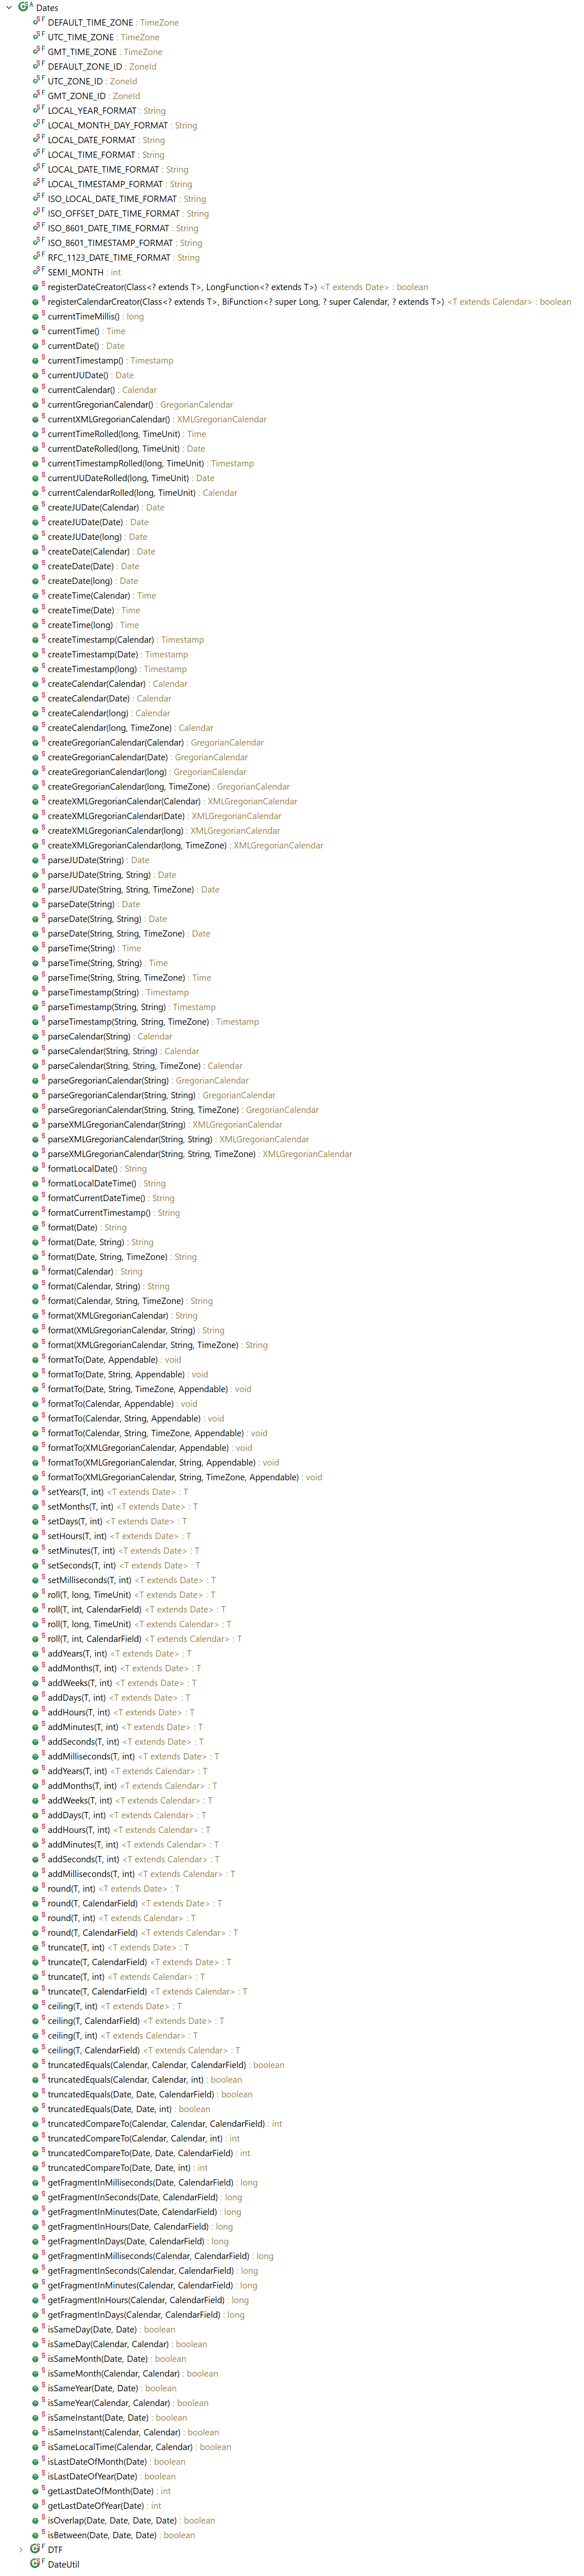 Dates
DEFAULT_TIME_ZONE : TimeZone
UTC_TIME_ZONE : TimeZone
GMT_TIME_ZONE : TimeZone
DEFAULT_ZONE_ID : ZoneId
UTC_ZONE_ID : ZoneId
GMT_ZONE_ID : ZoneId
LOCAL_YEAR_FORMAT : String
LOCAL_MONTH_DAY_FORMAT : String
LOCAL_DATE_FORMAT : String
LOCAL_TIME_FORMAT : String
LOCAL_DATE_TIME_FORMAT : String
LOCAL_TIMESTAMP_FORMAT : String
ISO_LOCAL_DATE_TIME_FORMAT : String
ISO_OFFSET_DATE_TIME_FORMAT : String
ISO_8601_DATE_TIME_FORMAT : String
ISO_8601_TIMESTAMP_FORMAT : String
RFC_1123_DATE_TIME_FORMAT : String
SEMI_MONTH : int
registerDateCreator(Class<? extends T>, LongFunction<? extends T>) <T extends Date> : boolean
registerCalendarCreator(Class<? extends T>, BiFunction<? super Long, ? super Calendar, ? extends T>) <T extends Calendar> : boolean
currentTimeMillis() : long
currentTime() : Time
currentDate() : Date
currentTimestamp() : Timestamp
currentJUDate() : Date
currentCalendar() : Calendar
currentGregorianCalendar() : GregorianCalendar
currentXMLGregorianCalendar() : XMLGregorianCalendar
currentTimeRolled(long, TimeUnit) : Time
currentDateRolled(long, TimeUnit) : Date
currentTimestampRolled(long, TimeUnit) : Timestamp
currentJUDateRolled(long, TimeUnit) : Date
currentCalendarRolled(long, TimeUnit) : Calendar
createJUDate(Calendar) : Date
createJUDate(Date) : Date
createJUDate(long) : Date
createDate(Calendar) : Date
createDate(Date) : Date
createDate(long) : Date
createTime(Calendar) : Time
createTime(Date) : Time
createTime(long) : Time
createTimestamp(Calendar) : Timestamp
createTimestamp(Date) : Timestamp
createTimestamp(long) : Timestamp
createCalendar(Calendar) : Calendar
createCalendar(Date) : Calendar
createCalendar(long) : Calendar
createCalendar(long, TimeZone) : Calendar
createGregorianCalendar(Calendar) : GregorianCalendar
createGregorianCalendar(Date) : GregorianCalendar
createGregorianCalendar(long) : GregorianCalendar
createGregorianCalendar(long, TimeZone) : GregorianCalendar
createXMLGregorianCalendar(Calendar) : XMLGregorianCalendar
createXMLGregorianCalendar(Date) : XMLGregorianCalendar
createXMLGregorianCalendar(long) : XMLGregorianCalendar
createXMLGregorianCalendar(long, TimeZone) : XMLGregorianCalendar
parseJUDate(String) : Date
parseJUDate(String, String) : Date
parseJUDate(String, String, TimeZone) : Date
parseDate(String) : Date
parseDate(String, String) : Date
parseDate(String, String, TimeZone) : Date
parseTime(String) : Time
parseTime(String, String) : Time
parseTime(String, String, TimeZone) : Time
parseTimestamp(String) : Timestamp
parseTimestamp(String, String) : Timestamp
parseTimestamp(String, String, TimeZone) : Timestamp
parseCalendar(String) : Calendar
parseCalendar(String, String) : Calendar
parseCalendar(String, String, TimeZone) : Calendar
parseGregorianCalendar(String) : GregorianCalendar
parseGregorianCalendar(String, String) : GregorianCalendar
parseGregorianCalendar(String, String, TimeZone) : GregorianCalendar
parseXMLGregorianCalendar(String) : XMLGregorianCalendar
parseXMLGregorianCalendar(String, String) : XMLGregorianCalendar
parseXMLGregorianCalendar(String, String, TimeZone) : XMLGregorianCalendar
formatLocalDate() : String
formatLocalDateTime() : String
formatCurrentDateTime() : String
formatCurrentTimestamp() : String
format(Date) : String
format(Date, String) : String
format(Date, String, TimeZone) : String
format(Calendar) : String
format(Calendar, String) : String
format(Calendar, String, TimeZone) : String
format(XMLGregorianCalendar) : String
format(XMLGregorianCalendar, String) : String
format(XMLGregorianCalendar, String, TimeZone) : String
formatTo(Date, Appendable) : void
formatTo(Date, String, Appendable) : void
formatTo(Date, String, TimeZone, Appendable) : void
formatTo(Calendar, Appendable) : void
formatTo(Calendar, String, Appendable) : void
formatTo(Calendar, String, TimeZone, Appendable) : void
formatTo(XMLGregorianCalendar, Appendable) : void
formatTo(XMLGregorianCalendar, String, Appendable) : void
formatTo(XMLGregorianCalendar, String, TimeZone, Appendable) : void
setYears(T, int) <T extends Date> : T
setMonths(T, int) <T extends Date> : T
setDays(T, int) <T extends Date> : T
setHours(T, int) <T extends Date> : T
setMinutes(T, int) <T extends Date> : T
setSeconds(T, int) <T extends Date> : T
setMilliseconds(T, int) <T extends Date> : T
roll(T, long, TimeUnit) <T extends Date> : T
roll(T, int, CalendarField) <T extends Date> : T
roll(T, long, TimeUnit) <T extends Calendar> : T
roll(T, int, CalendarField) <T extends Calendar> : T
addYears(T, int) <T extends Date> : T
addMonths(T, int) <T extends Date> : T
addWeeks(T, int) <T extends Date> : T
addDays(T, int) <T extends Date> : T
addHours(T, int) <T extends Date> : T
addMinutes(T, int) <T extends Date> : T
addSeconds(T, int) <T extends Date> : T
addMilliseconds(T, int) <T extends Date> : T
addYears(T, int) <T extends Calendar> : T
addMonths(T, int) <T extends Calendar> : T
addWeeks(T, int) <T extends Calendar> : T
addDays(T, int) <T extends Calendar> : T
addHours(T, int) <T extends Calendar> : T
addMinutes(T, int) <T extends Calendar> : T
addSeconds(T, int) <T extends Calendar> : T
addMilliseconds(T, int) <T extends Calendar> : T
round(T, int) <T extends Date> : T
round(T, CalendarField) <T extends Date> : T
round(T, int) <T extends Calendar> : T
round(T, CalendarField) <T extends Calendar> : T
truncate(T, int) <T extends Date> : T
truncate(T, CalendarField) <T extends Date> : T
truncate(T, int) <T extends Calendar> : T
truncate(T, CalendarField) <T extends Calendar> : T
ceiling(T, int) <T extends Date> : T
ceiling(T, CalendarField) <T extends Date> : T
ceiling(T, int) <T extends Calendar> : T
ceiling(T, CalendarField) <T extends Calendar> : T
truncatedEquals(Calendar, Calendar, CalendarField) : boolean
truncatedEquals(Calendar, Calendar, int) : boolean
truncatedEquals(Date, Date, CalendarField) : boolean
truncatedEquals(Date, Date, int) : boolean
truncatedCompareTo(Calendar, Calendar, CalendarField) : int
truncatedCompareTo(Calendar, Calendar, int) : int
truncatedCompareTo(Date, Date, CalendarField) : int
truncatedCompareTo(Date, Date, int) : int
getFragmentInMilliseconds(Date, CalendarField) : long
getFragmentInSeconds(Date, CalendarField) : long
getFragmentInMinutes(Date, CalendarField) : long
getFragmentInHours(Date, CalendarField) : long
getFragmentInDays(Date, CalendarField) : long
getFragmentInMilliseconds(Calendar, CalendarField) : long
getFragmentInSeconds(Calendar, CalendarField) : long
getFragmentInMinutes(Calendar, CalendarField) : long
getFragmentInHours(Calendar, CalendarField) : long
getFragmentInDays(Calendar, CalendarField) : long
isSameDay(Date, Date) : boolean
isSameDay(Calendar, Calendar) : boolean
isSameMonth(Date, Date) : boolean
isSameMonth(Calendar, Calendar) : boolean
isSameYear(Date, Date) : boolean
isSameYear(Calendar, Calendar) : boolean
isSameInstant(Date, Date) : boolean
isSameInstant(Calendar, Calendar) : boolean
isSameLocalTime(Calendar, Calendar) : boolean
isLastDateOfMonth(Date) : boolean
isLastDateOfYear(Date) : boolean
getLastDateOfMonth(Date) : int
getLastDateOfYear(Date) : int
isOverlap(Date, Date, Date, Date) : boolean
isBetween(Date, Date, Date) : boolean
DTF
DateUtil